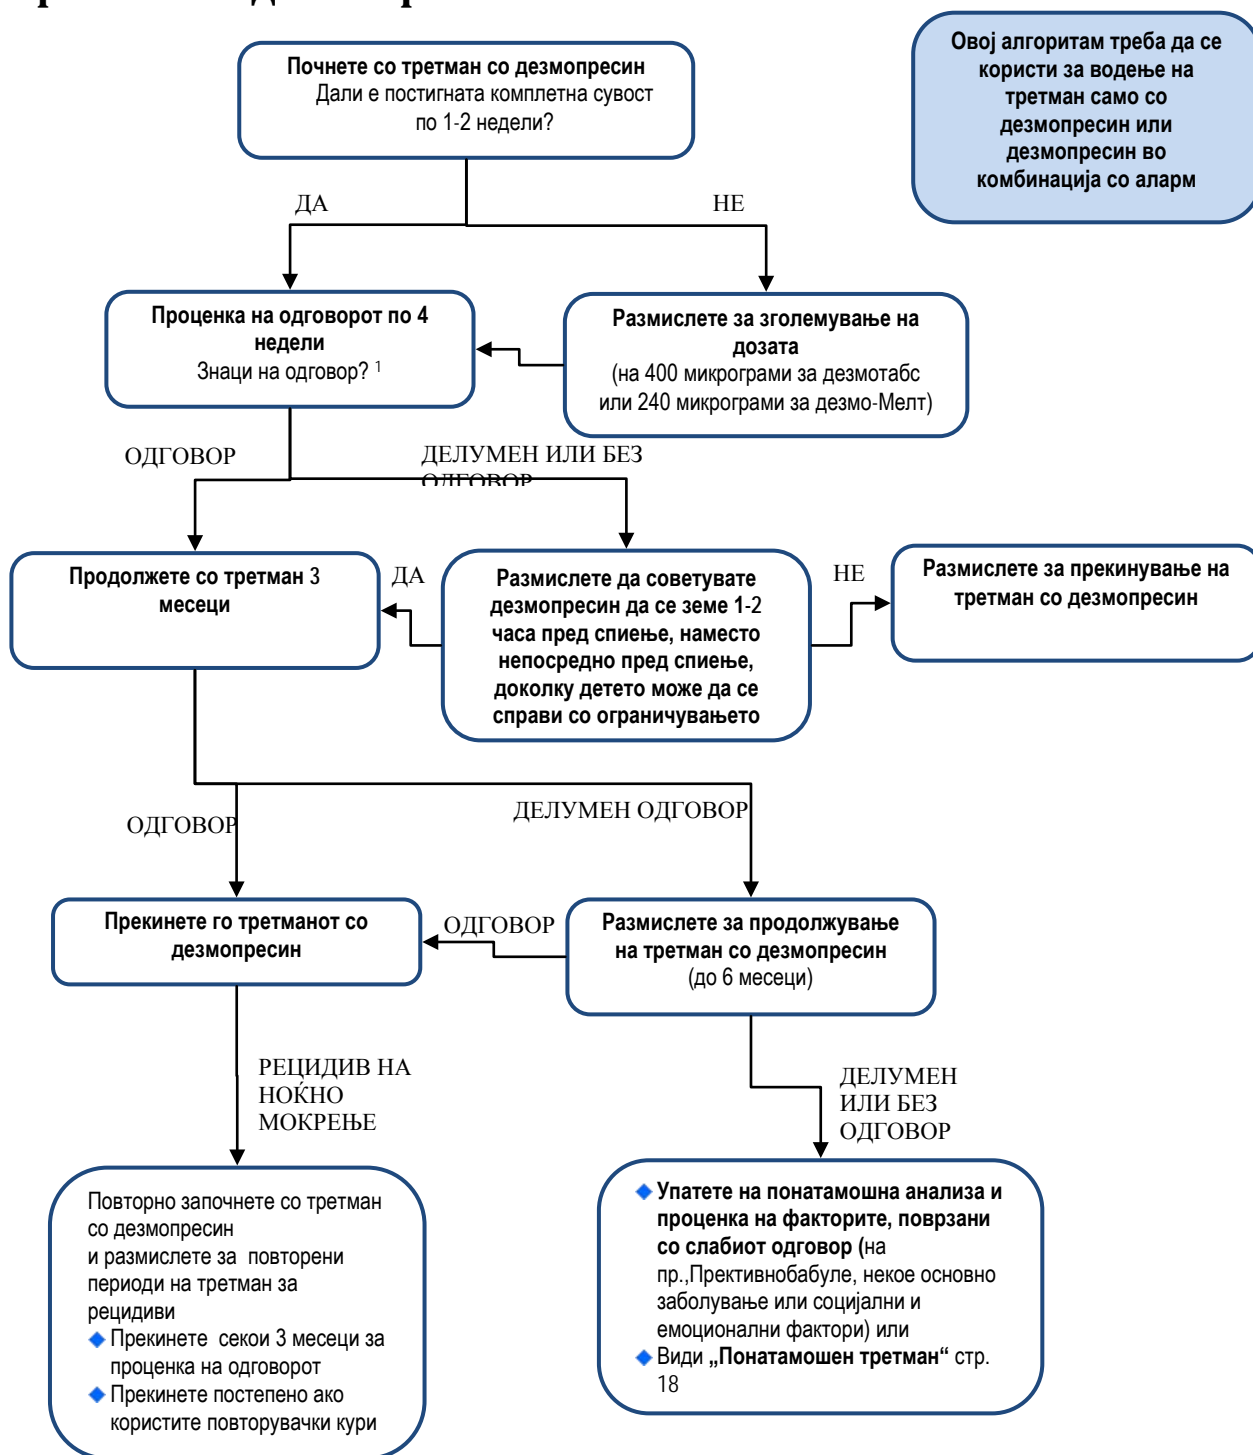 Почнете со третман со дезмопресин
Дали е постигната комплетна сувост
по 1-2 недели?
Овој алгоритам треба да се
користи за водење на
третман само со
дезмопресин или
дезмопресин во
комбинација со аларм
ДА
НЕ
Проценка на одговорот по 4
недели
Знаци на одговор? 1
Размислете за зголемување на
дозата
(на 400 микрограми за дезмотабс
или 240 микрограми за дезмо-Мелт)
ОДГОВОР
ДЕЛУМЕН ИЛИ БЕЗ
ОДГОВОР
Продолжете со третман 3
месеци
ДА
Размислете да советувате
дезмопресин да се земе 1-2
часа пред спиење, наместо
непосредно пред спиење,
доколку детето може да се
справи со ограничувањето
НЕ
Размислете за прекинување на
третман со дезмопресин
ОДГОВОР
ДЕЛУМЕН ОДГОВОР
Прекинете го третманот со
дезмопресин
ОДГОВОР
Размислете за продолжување
на третман со дезмопресин
(до 6 месеци)
РЕЦИДИВ НА
НОЌНО
МОКРЕЊЕ
ДЕЛУМЕН
ИЛИ БЕЗ
ОДГОВОР
Повторно започнете со третман
со дезмопресин
и размислете за повторени
периоди на третман за
рецидиви
Прекинете секои 3 месеци за
проценка на одговорот
Прекинете постепено ако
користите повторувачки кури
Упатете на понатамошна анализа и
проценка на факторите, поврзани
со слабиот одговор (на
пр.,Прективнобабуле, некое основно
заболување или социјални и
емоционални фактори) или
Види „Понатамошен третман“ стр.
18